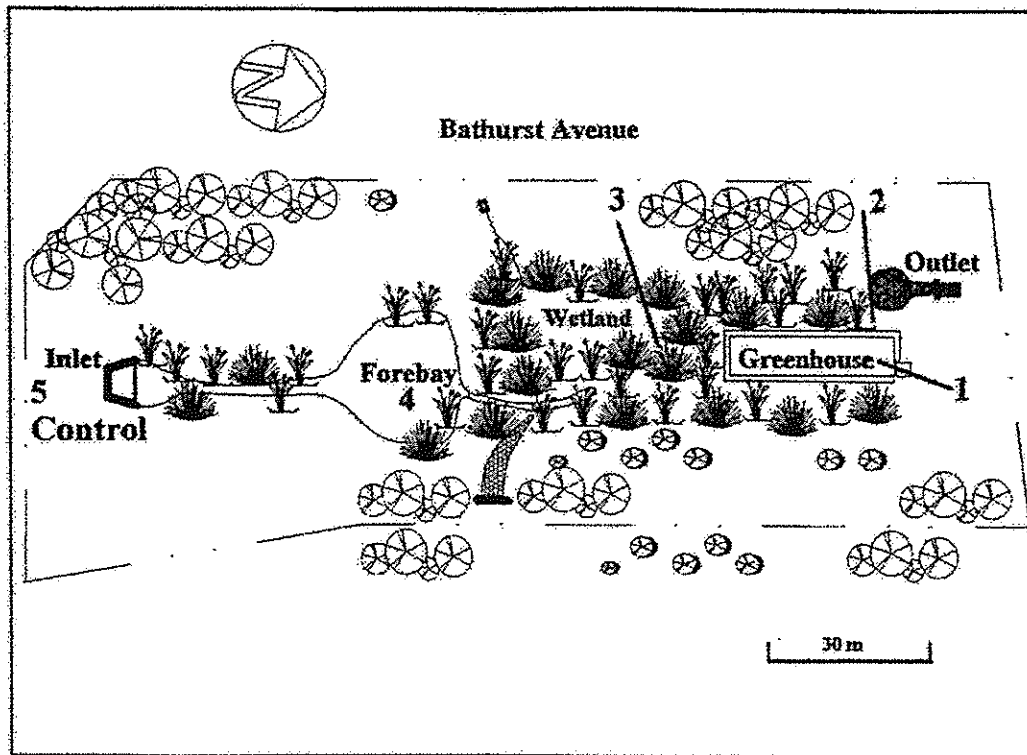 N
Bathurst Avenue
3
2
Outlet
Wetland
Inlet
Forebay
Greenhouse
5
4
1
Control
30 m